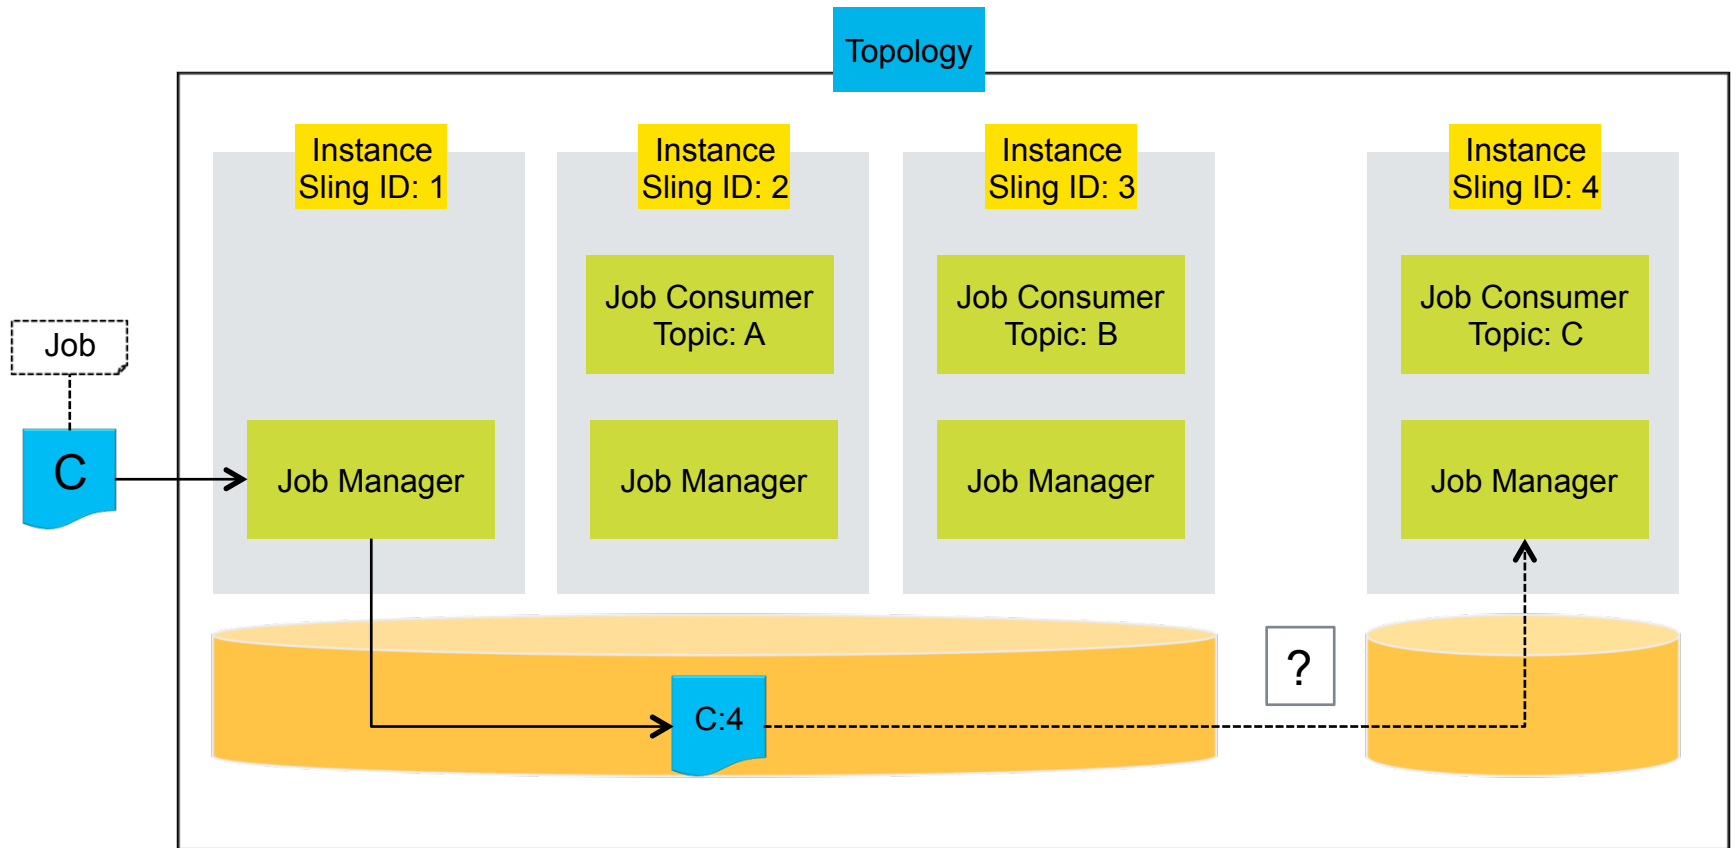 Topology
Instance
Sling ID: 1
Instance
Sling ID: 2
Instance
Sling ID: 3
Instance
Sling ID: 4
Job Consumer
Topic: A
Job Consumer
Topic: B
Job Consumer
Topic: C
Job
C
Job Manager
Job Manager
Job Manager
Job Manager
?
C:4